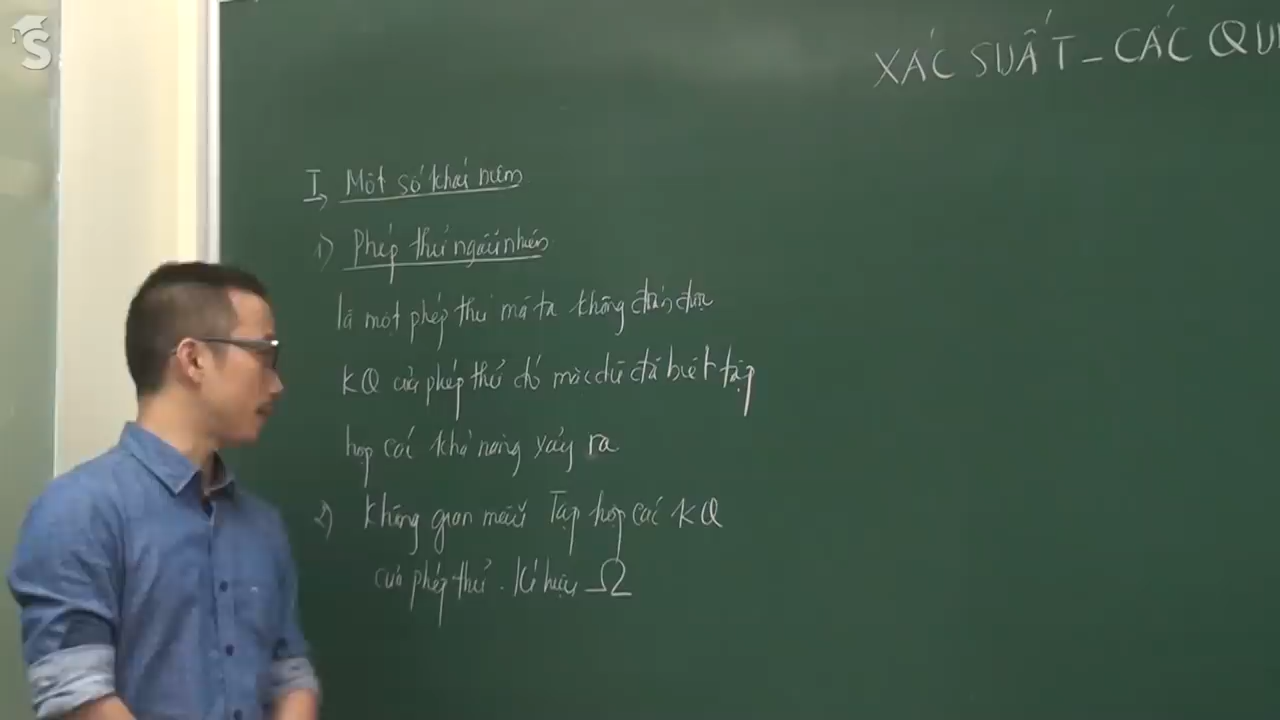 S
XÁC SUẤT - CÁC QU
I, Một số khái niệm
1) Phép thử ngẫu nhiên
là một phép thử mà ta không đoán được
KQ của phép thử đó mặc dù đã biết tập
hợp các khả năng xảy ra
2) Không gian mẫu Tập hợp các KQ
của phép thử. Kí hiệu Ω